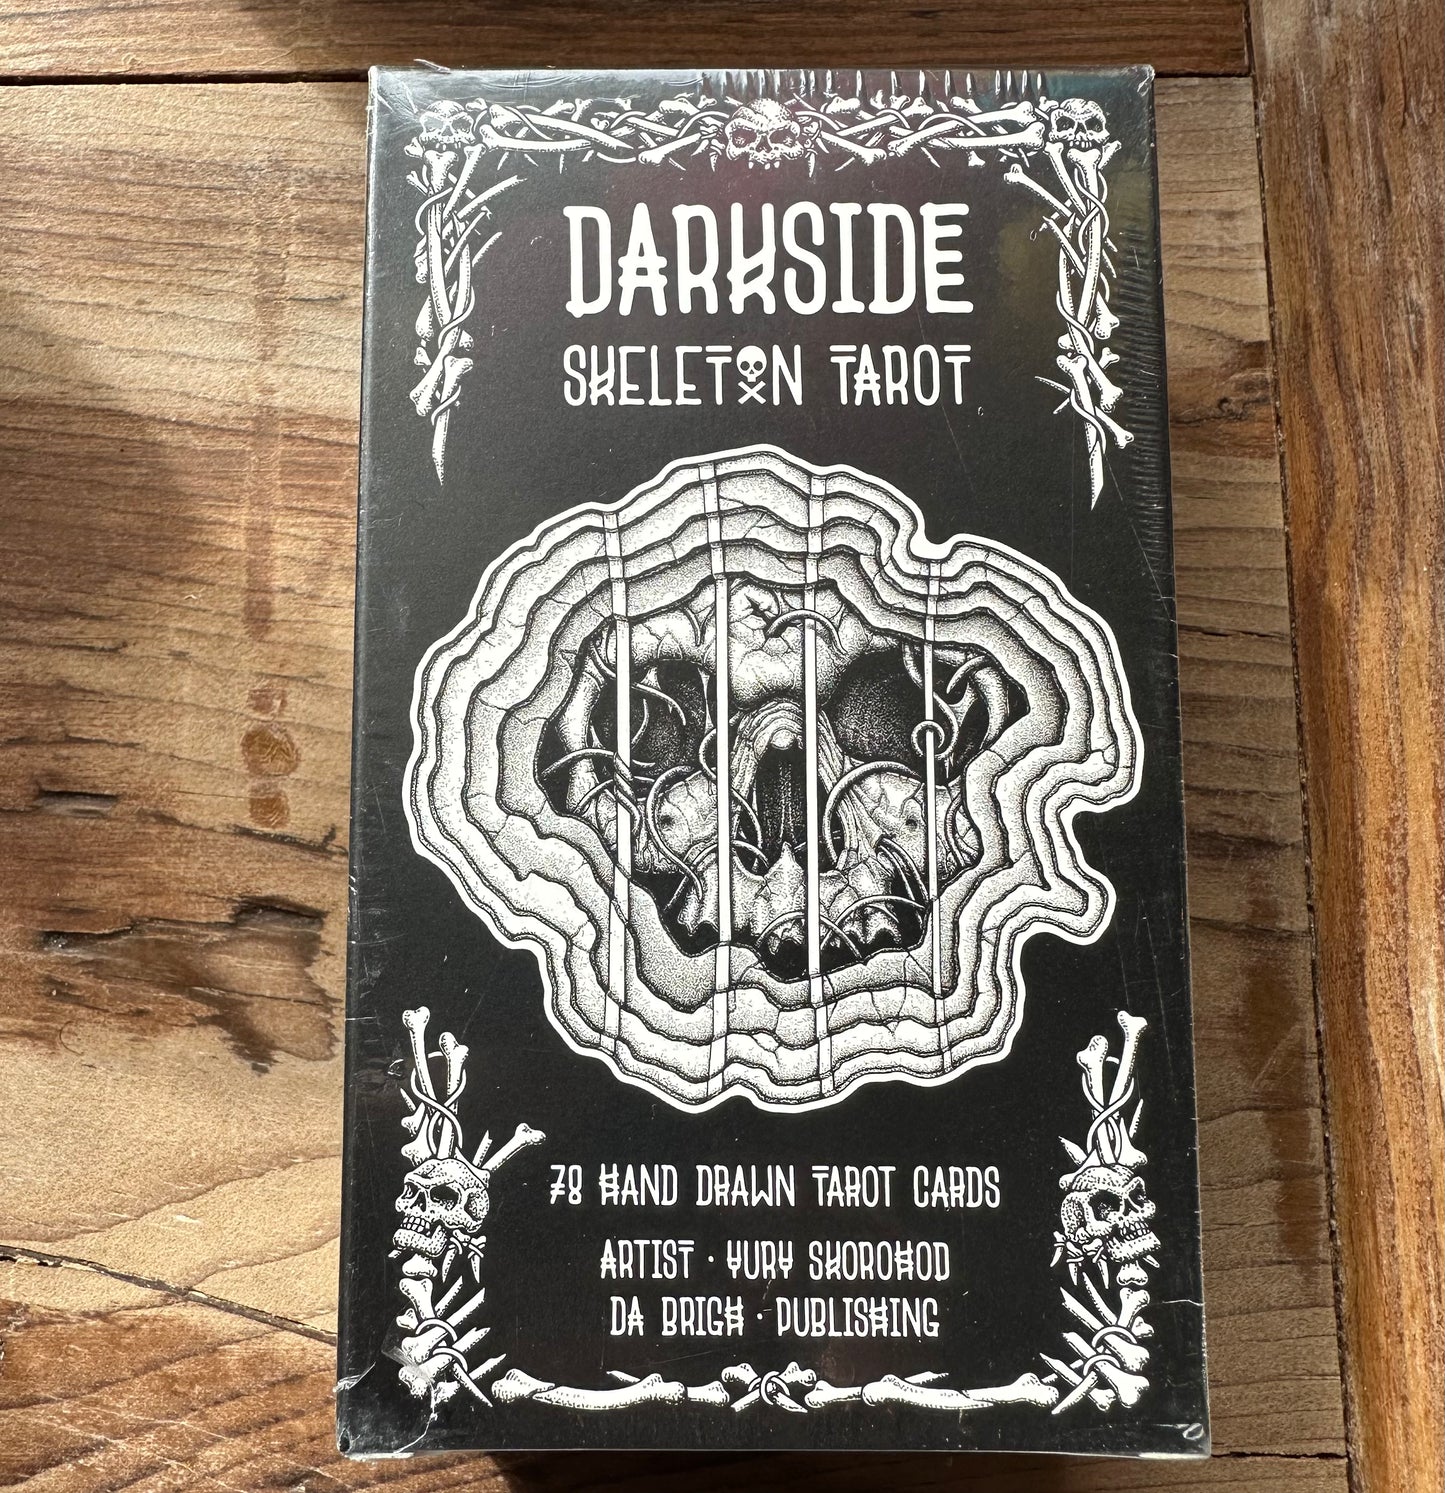 DARKSIDE
SKELETON TAROT
78 HAND DRAWN TAROT CARDS
ARTIST · YURY SKOROHOD
DA BRIGH · PUBLISHING